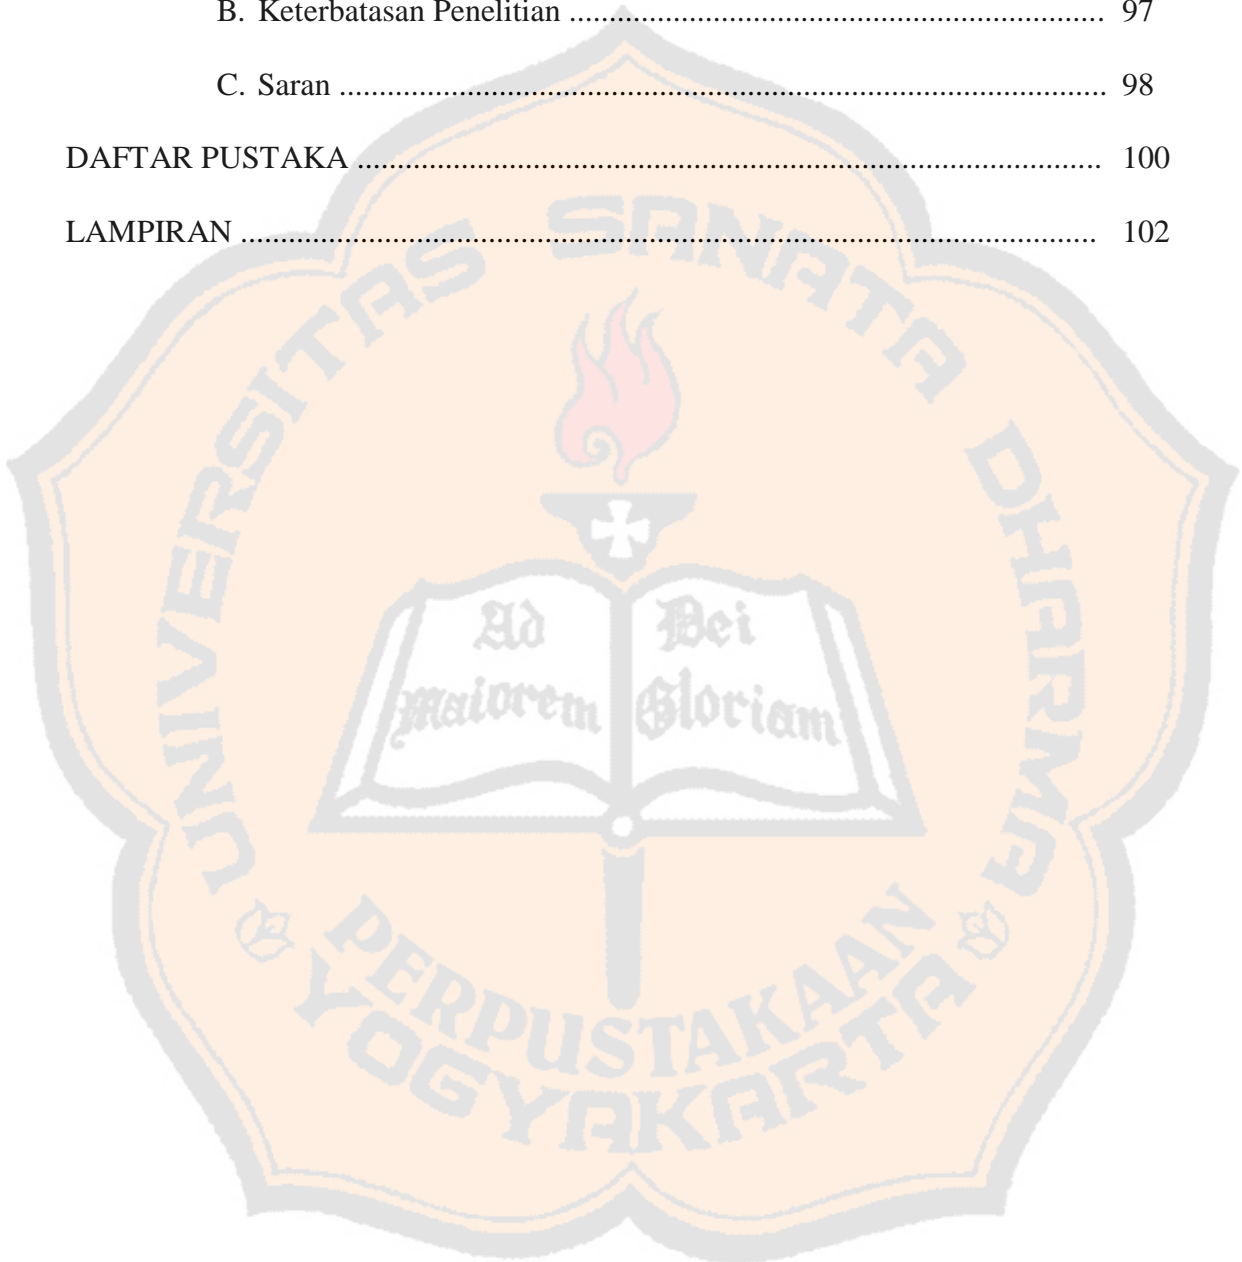 B. Keterbatasan Penelitian .................................................................. 97
C. Saran ............................................................................................... 98
DAFTAR PUSTAKA ............................................................................................ 100
LAMPIRAN .......................................................................................................... 102
UNIVERSITAS SANATA DHARMA
Ad Dei
Maiorem Gloriam
PERPUSTAKAAN
YOGYAKARTA